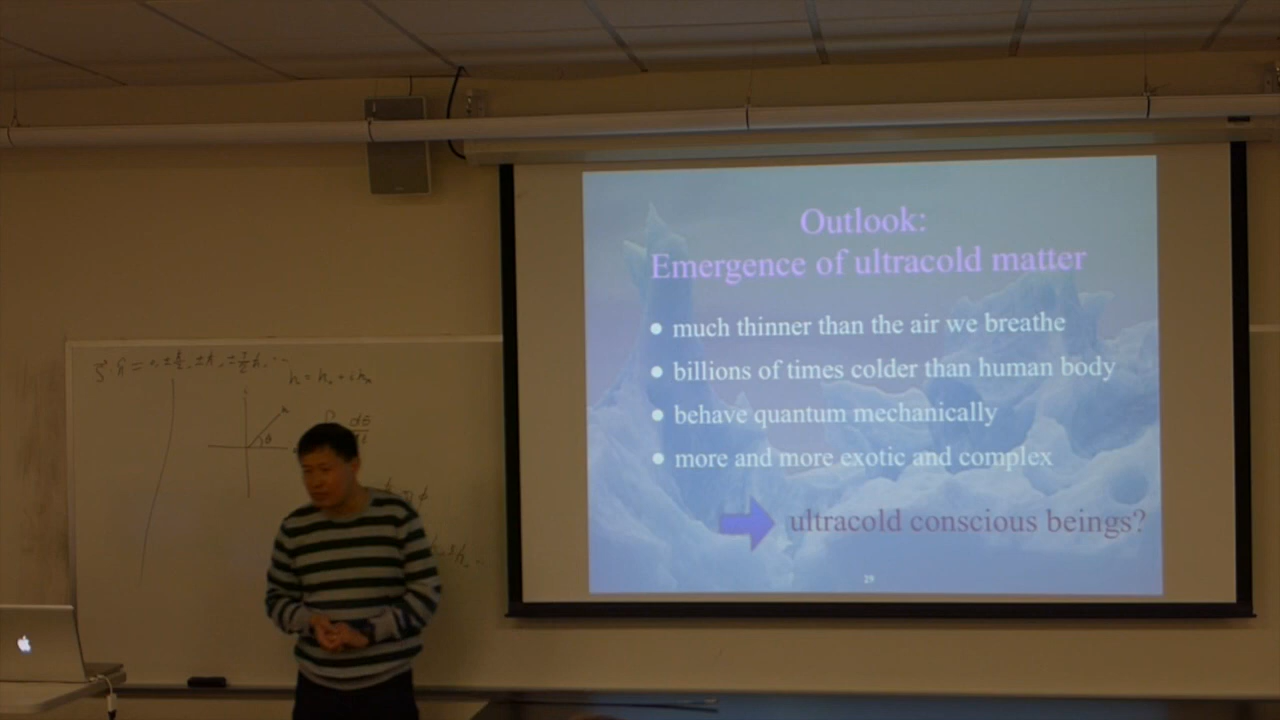 Outlook:
Emergence of ultracold matter
● much thinner than the air we breathe
● billions of times colder than human body
● behave quantum mechanically
● more and more exotic and complex
ultracold conscious beings?
29
θ